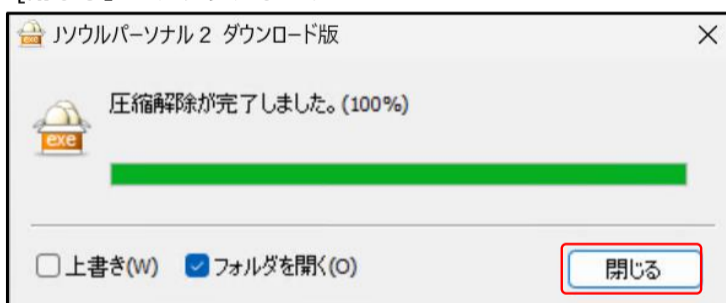 Jソウルパーソナル２ ダウンロード版
圧縮解除が完了しました。(100%)
exe
上書き(W) フォルダを開く(O) 閉じる